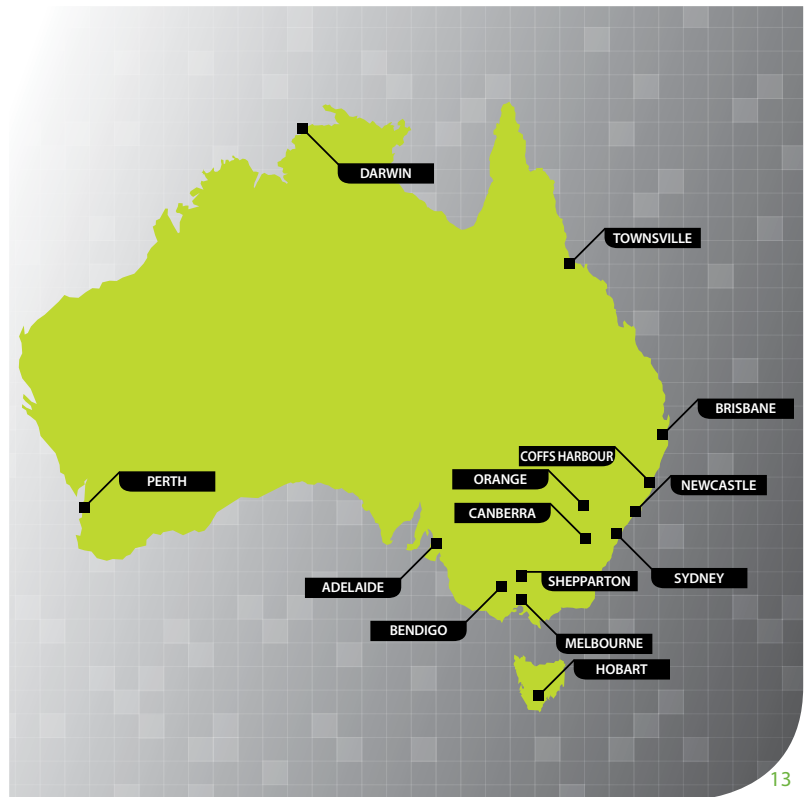 DARWIN
TOWNSVILLE
BRISBANE
COFFS HARBOUR
ORANGE
PERTH
NEWCASTLE
CANBERRA
SYDNEY
SHEPPARTON
ADELAIDE
BENDIGO
MELBOURNE
HOBART
13